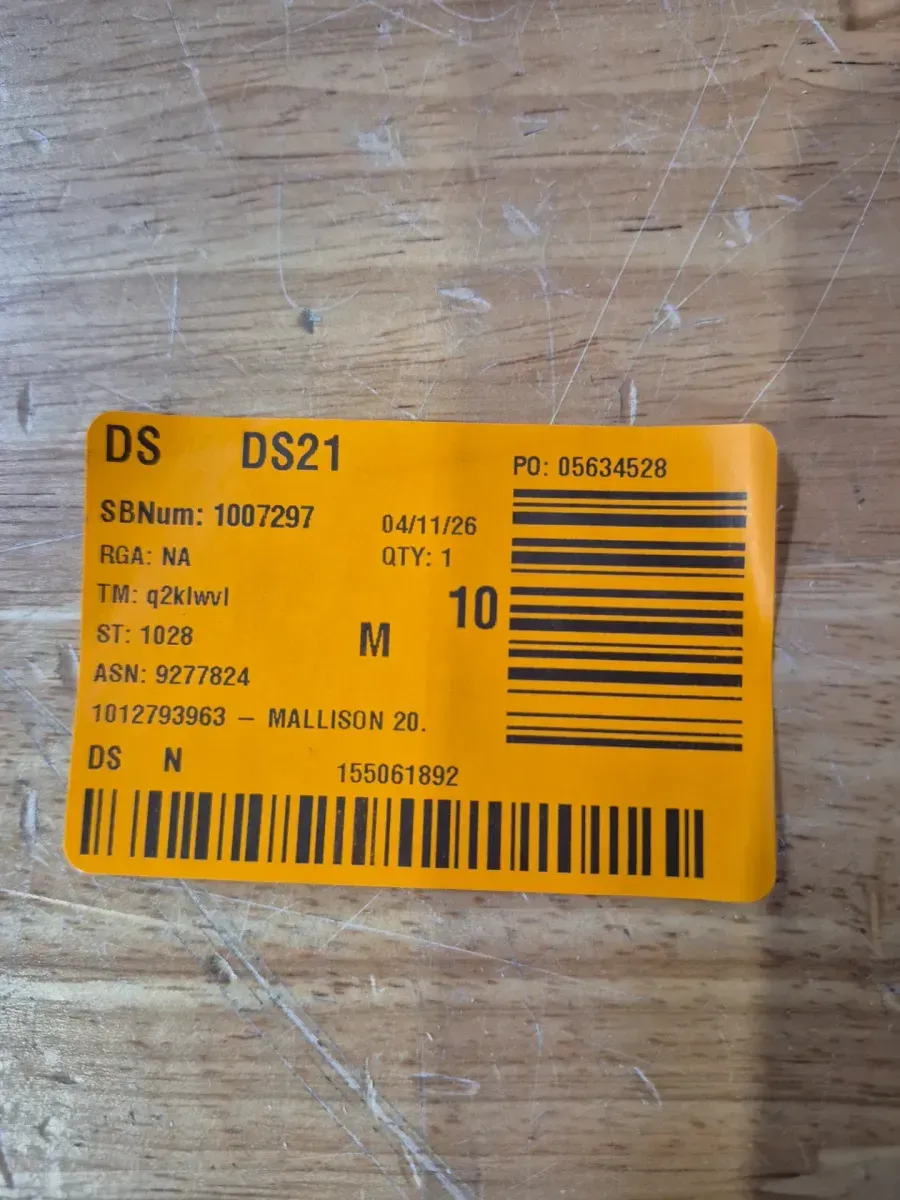 DS DS21
PO: 05634528
SBNum: 1007297
04/11/26
RGA: NA
QTY: 1
TM: q2klwvl
10
ST: 1028
M
ASN: 9277824
1012793963 – MALLISON 20.
DS N
155061892